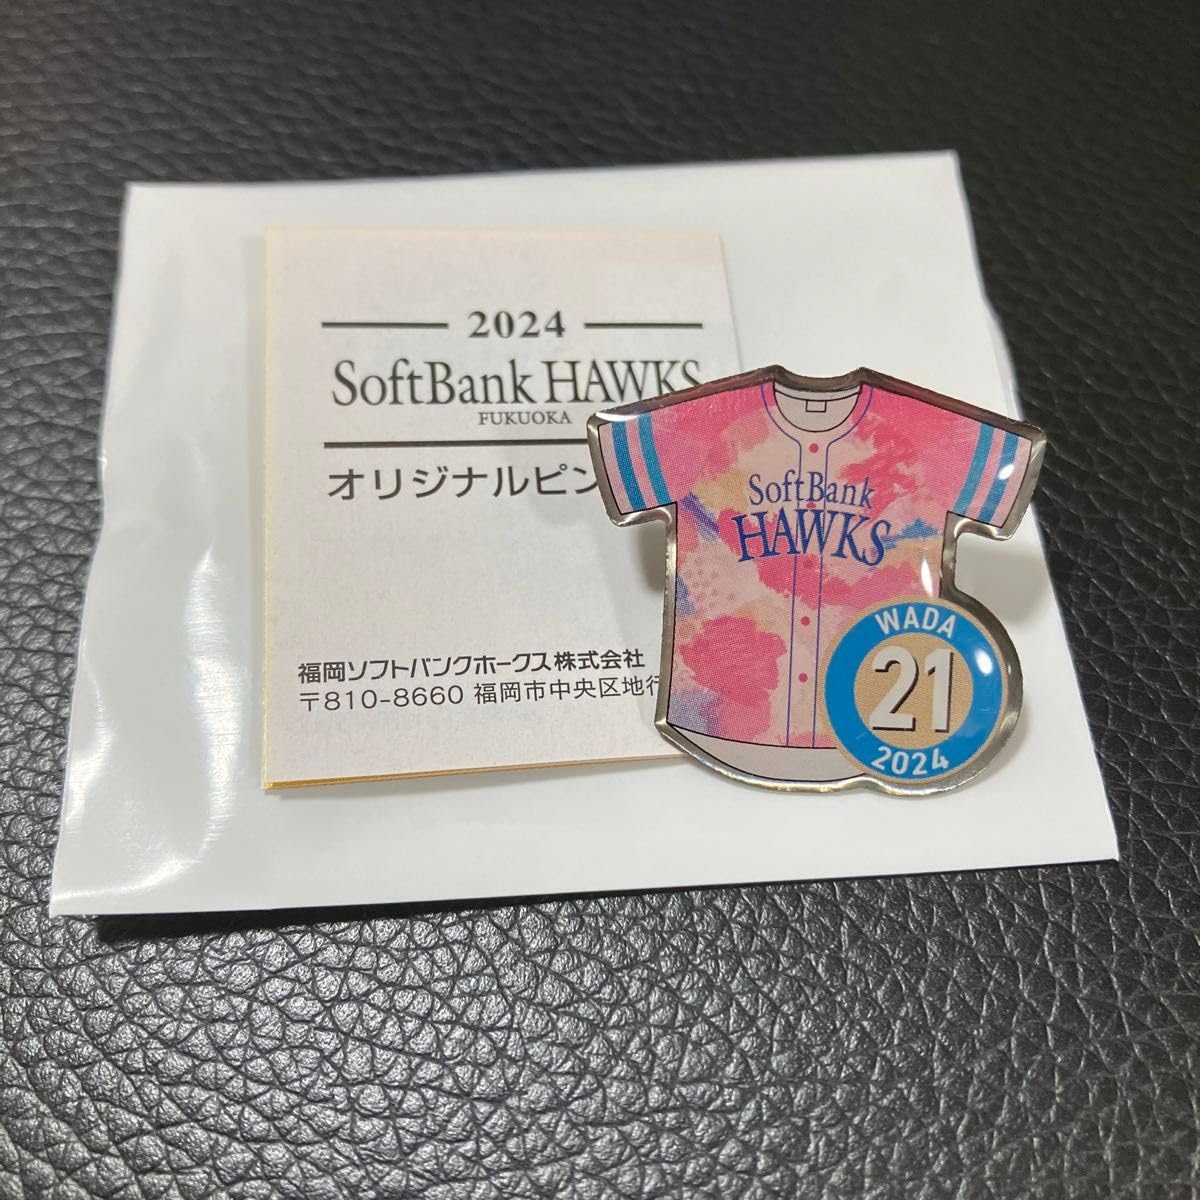 2024
SoftBank HAWKS
FUKUOKA
オリジナルピン
福岡ソフトバンクホークス株式会社
〒810-8660 福岡市中央区地行
SoftBank
HAWKS
WADA
21
2024